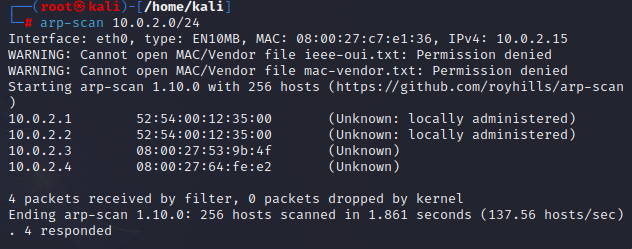 ┌──(root㉿kali)-[/home/kali]
└─# arp-scan 10.0.2.0/24
Interface: eth0, type: EN10MB, MAC: 08:00:27:c7:e1:36, IPv4: 10.0.2.15
WARNING: Cannot open MAC/Vendor file ieee-oui.txt: Permission denied
WARNING: Cannot open MAC/Vendor file mac-vendor.txt: Permission denied
Starting arp-scan 1.10.0 with 256 hosts (https://github.com/royhills/arp-scan
)
10.0.2.1	52:54:00:12:35:00	(Unknown: locally administered)
10.0.2.2	52:54:00:12:35:00	(Unknown: locally administered)
10.0.2.3	08:00:27:53:9b:4f	(Unknown)
10.0.2.4	08:00:27:64:fe:e2	(Unknown)
4 packets received by filter, 0 packets dropped by kernel
Ending arp-scan 1.10.0: 256 hosts scanned in 1.861 seconds (137.56 hosts/sec)
. 4 responded